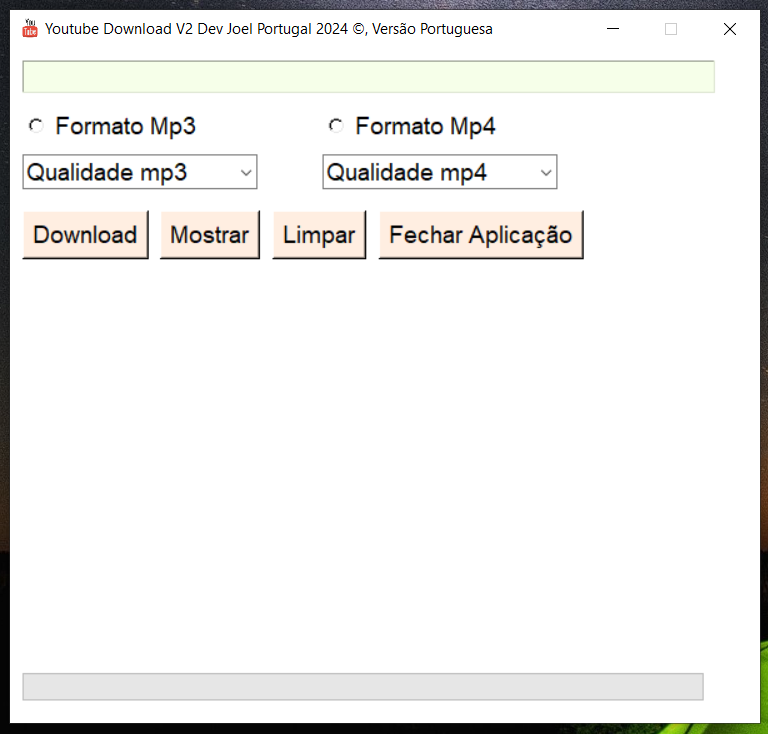 You
Tube
Youtube Download V2 Dev Joel Portugal 2024 ©, Versão Portuguesa
Formato Mp3 Formato Mp4
Qualidade mp3 Qualidade mp4
Download Mostrar Limpar Fechar Aplicação